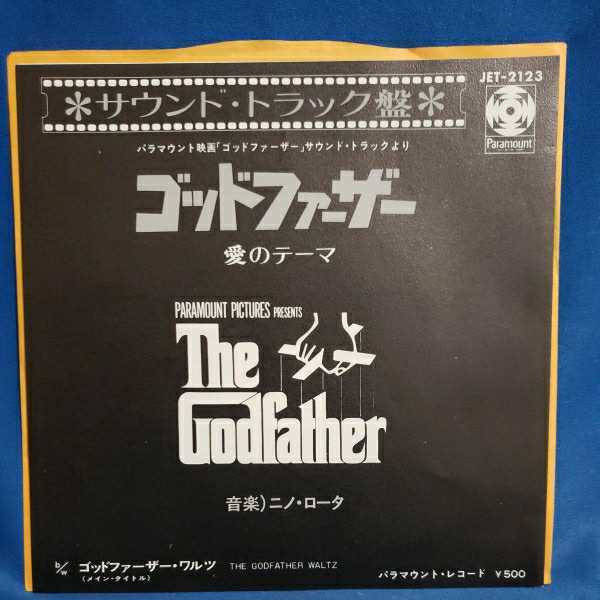 JET-2123
*サウンド・トラック盤*
Paramount
パラマウント映画「ゴッドファーザー」サウンド・トラックより
ゴッドファーザー
愛のテーマ
PARAMOUNT PICTURES PRESENTS
The
Godfather
音楽)ニノ・ロータ
b/w ゴッドファーザー・ワルツ THE GODFATHER WALTZ
(メイン・タイトル)
パラマウント・レコード ¥500